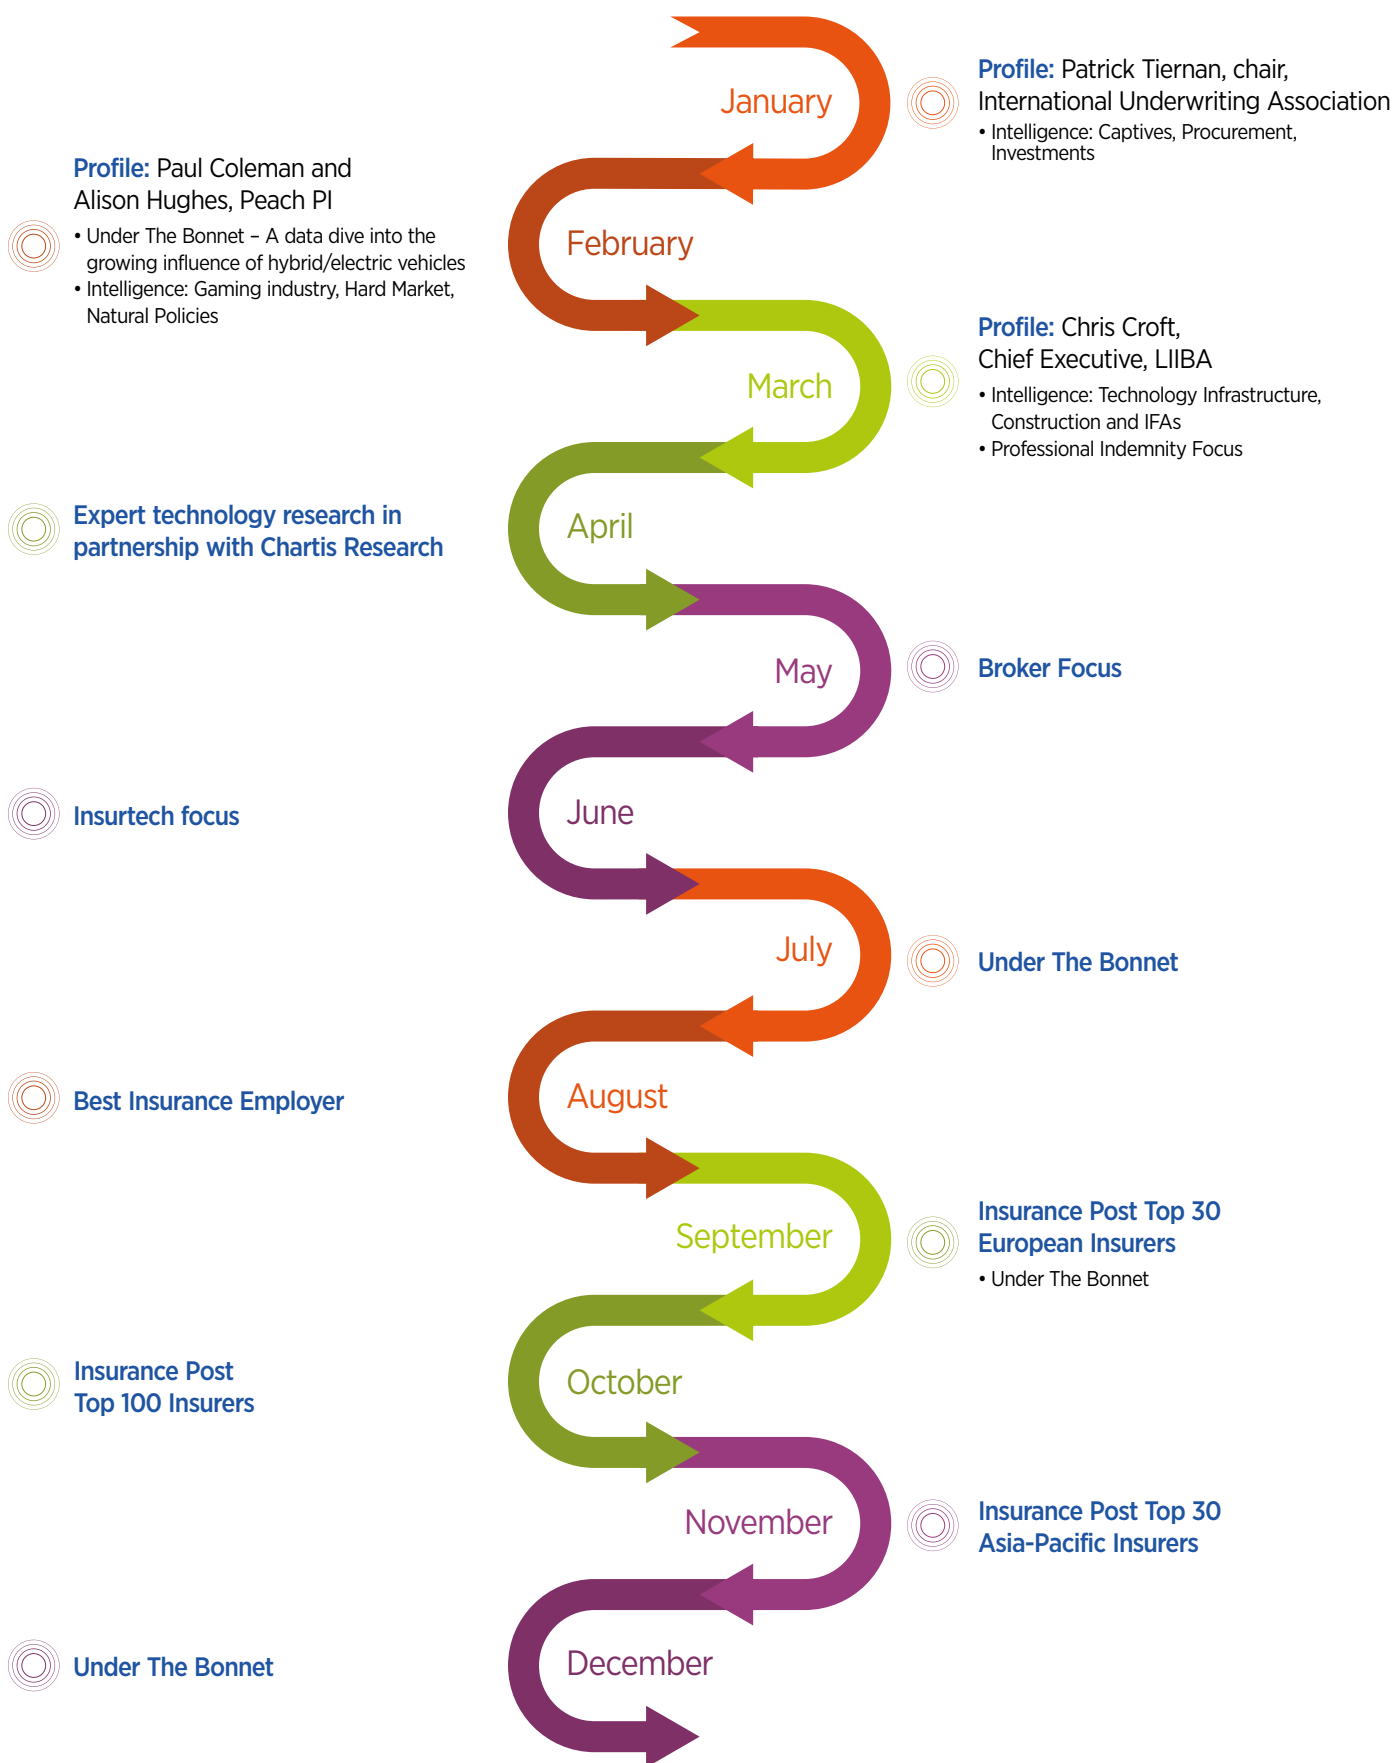 January
Profile: Patrick Tiernan, chair,
International Underwriting Association
• Intelligence: Captives, Procurement,
Investments
Profile: Paul Coleman and
Alison Hughes, Peach PI
• Under The Bonnet – A data dive into the
growing influence of hybrid/electric vehicles
• Intelligence: Gaming industry, Hard Market,
Natural Policies
February
March
Profile: Chris Croft,
Chief Executive, LIIBA
• Intelligence: Technology Infrastructure,
Construction and IFAs
• Professional Indemnity Focus
Expert technology research in
partnership with Chartis Research
April
May
Broker Focus
Insurtech focus
June
July
Under The Bonnet
Best Insurance Employer
August
September
Insurance Post Top 30
European Insurers
• Under The Bonnet
Insurance Post
Top 100 Insurers
October
November
Insurance Post Top 30
Asia-Pacific Insurers
Under The Bonnet
December